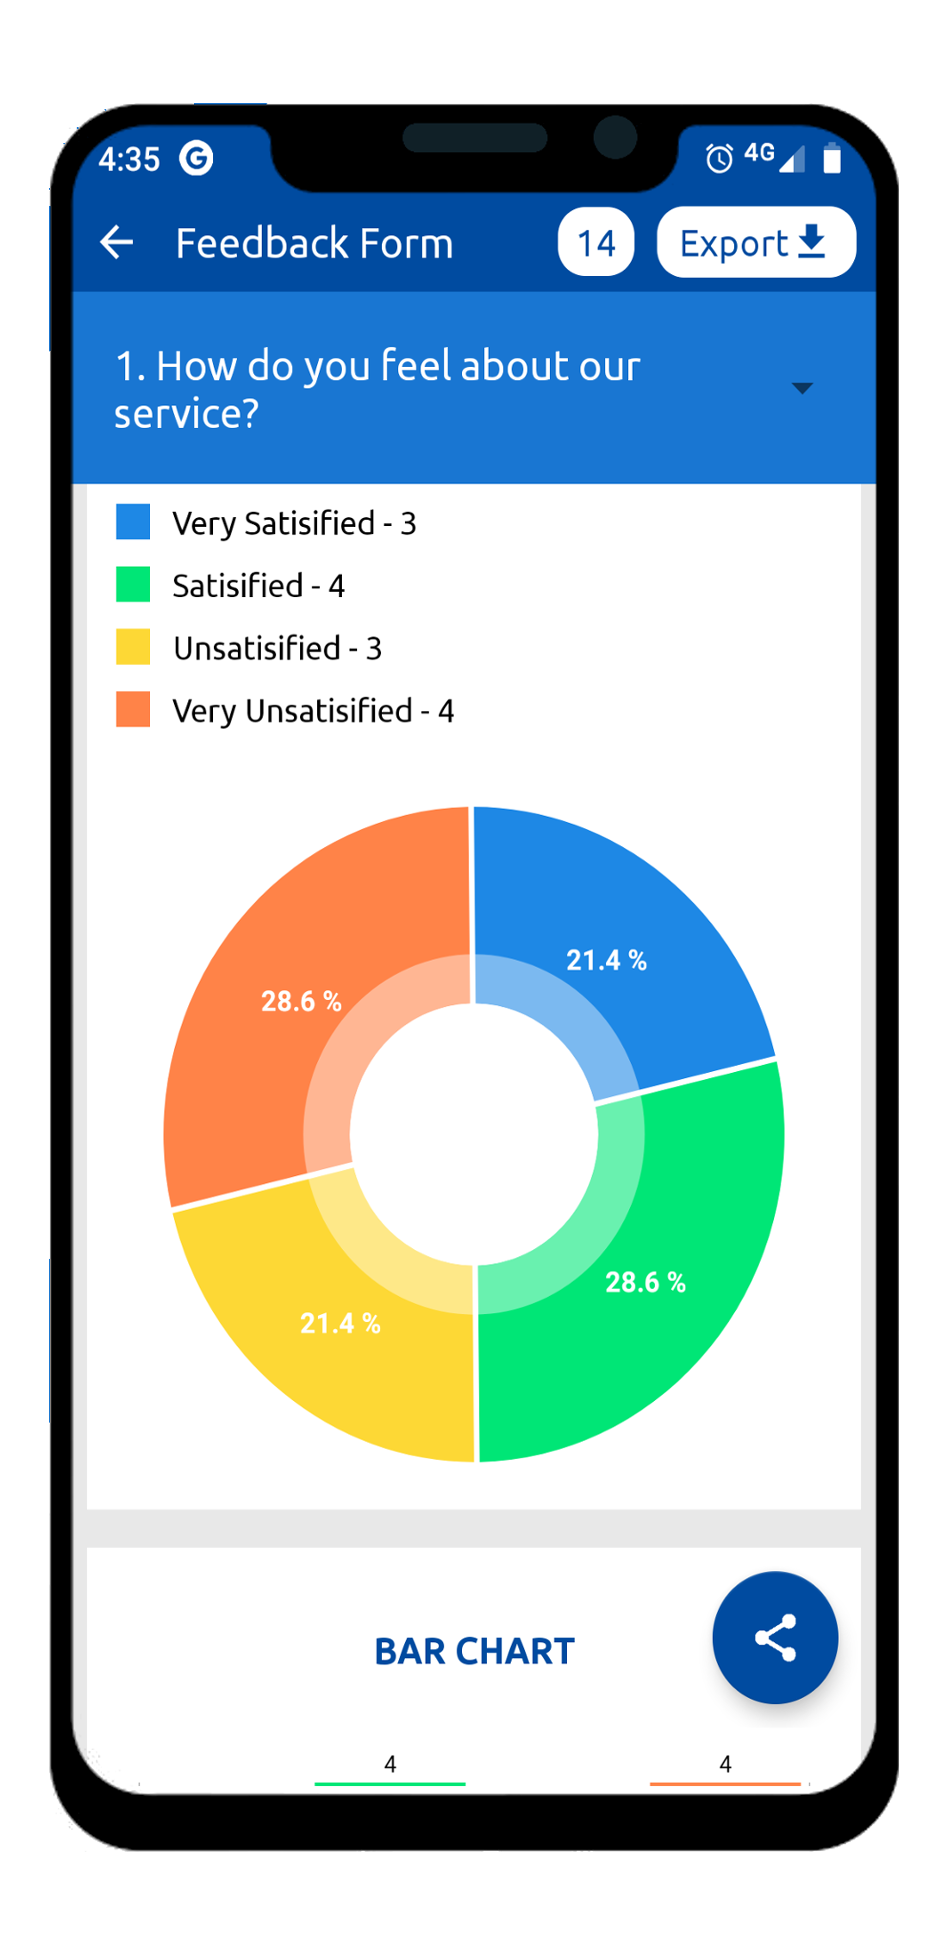 4:35 G 4G
Feedback Form 14 Export
1. How do you feel about our
service?
Very Satisified - 3
Satisified - 4
Unsatisified - 3
Very Unsatisified - 4
21.4 %
28.6 %
28.6 %
21.4 %
BAR CHART
4 4